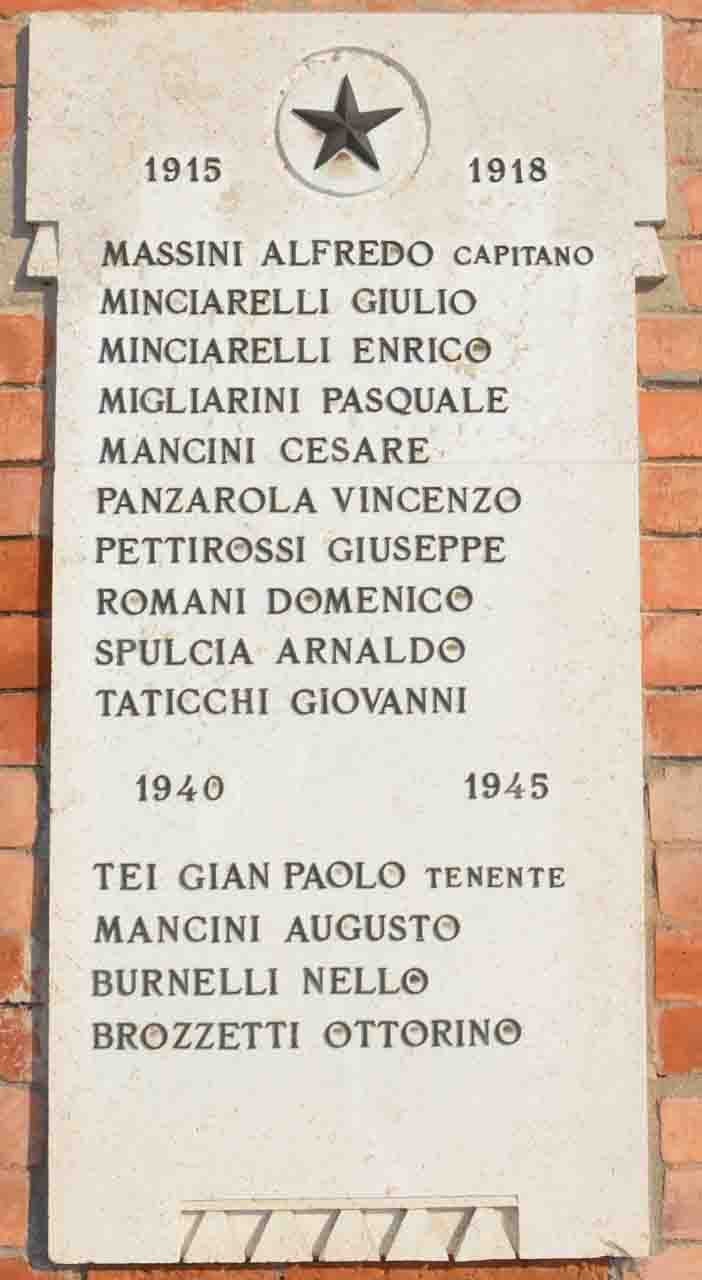 1915 1918
MASSINI ALFREDO CAPITANO
MINCIARELLI GIULIO
MINCIARELLI ENRICO
MIGLIARINI PASQUALE
MANCINI CESARE
PANZAROLA VINCENZO
PETTIROSSI GIUSEPPE
ROMANI DOMENICO
SPULCIA ARNALDO
TATICCHI GIOVANNI
1940 1945
TEI GIAN PAOLO TENENTE
MANCINI AUGUSTO
BURNELLI NELLO
BROZZETTI OTTORINO